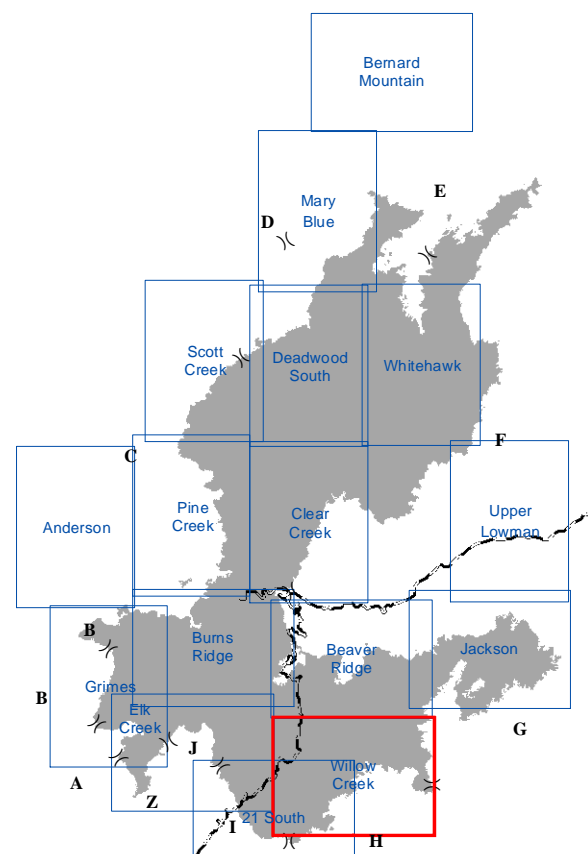 Bernard
Mountain
E
Mary
Blue
D
Scott
Creek
Deadwood
South
Whitehawk
F
C
Pine
Creek
Upper
Lowman
Anderson
Clear
Creek
B
Burns
Ridge
Beaver
Ridge
Jackson
B
Grimes
Elk
Creek
G
J
Willow
Creek
A
Z
21 South
I
H